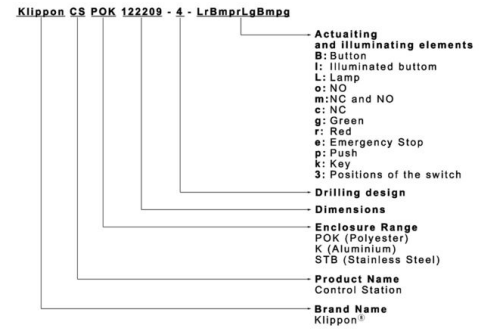 Klippon CS POK 122209 - 4 - LrBmprLgBmpg
Actuaiting
and illuminating elements
B: Button
I: Illuminated buttom
L: Lamp
o: NO
m: NC and NO
c: NC
g: Green
r: Red
e: Emergency Stop
p: Push
k: Key
3: Positions of the switch
Drilling design
Dimensions
Enclosure Range
POK (Polyester)
K (Aluminium)
STB (Stainless Steel)
Product Name
Control Station
Brand Name
Klippon®